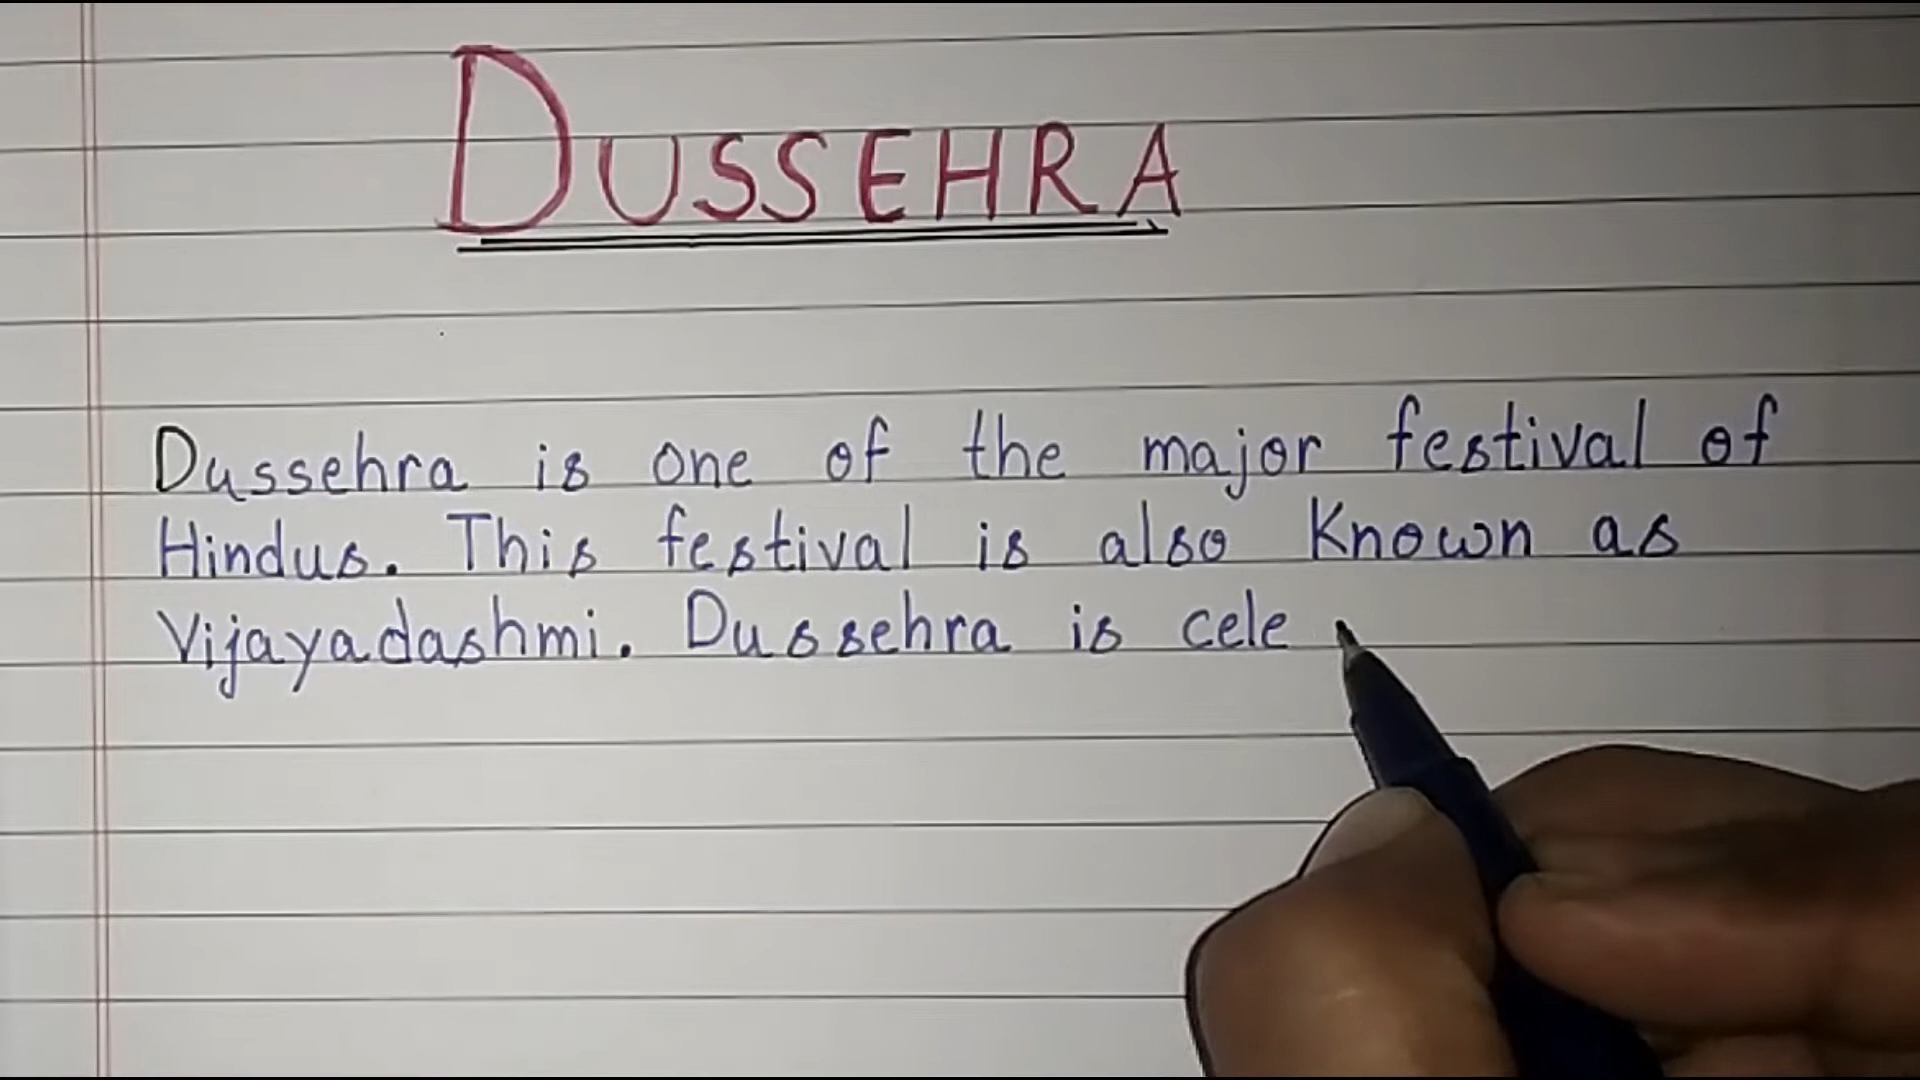 DUSSEHRA
Dussehra is one of the major festival of
Hindus. This festival is also Known as
Vijayadashmi. Dussehra is cele